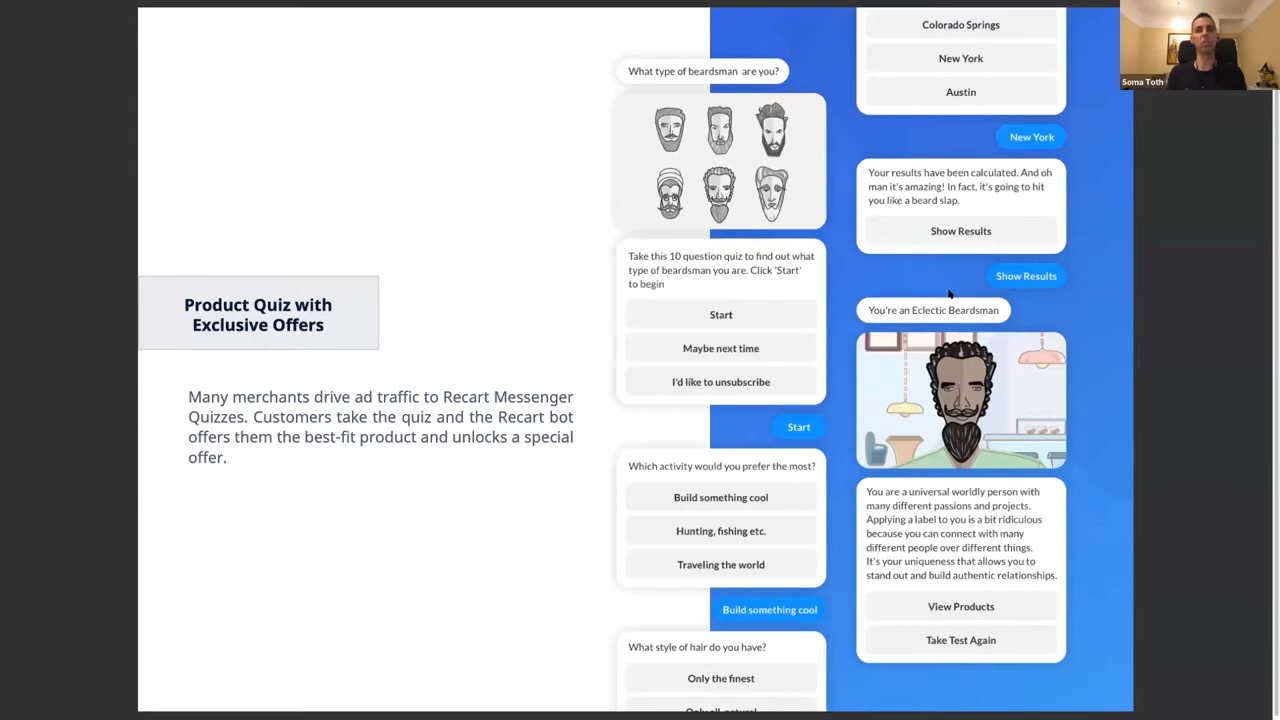 Product Quiz with
Exclusive Offers
Many merchants drive ad traffic to Recart Messenger
Quizzes. Customers take the quiz and the Recart bot
offers them the best-fit product and unlocks a special
offer.
What type of beardsman are you?
Take this 10 question quiz to find out what
type of beardsman you are. Click 'Start'
to begin
Start
Maybe next time
I'd like to unsubscribe
Start
Which activity would you prefer the most?
Build something cool
Hunting, fishing etc.
Traveling the world
Build something cool
What style of hair do you have?
Only the finest
Colorado Springs
New York
Austin
New York
Your results have been calculated. And oh
man it's amazing! In fact, it's going to hit
you like a beard slap.
Show Results
Show Results
You're an Eclectic Beardsman
You are a universal worldly person with
many different passions and projects.
Applying a label to you is a bit ridiculous
because you can connect with many
different people over different things.
It's your uniqueness that allows you to
stand out and build authentic relationships.
View Products
Take Test Again
Soma Toth